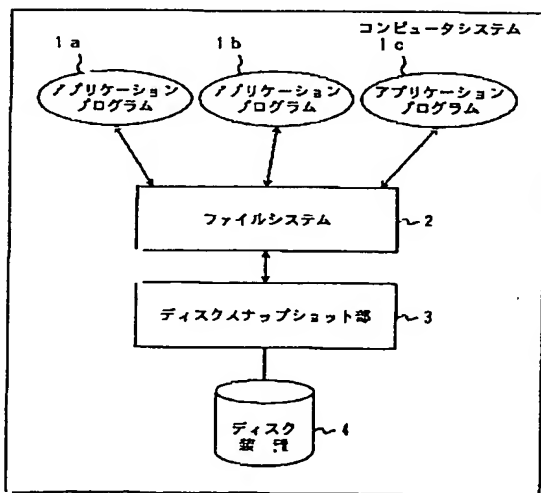 コンピュータシステム
1a 1b 1c
アプリケーション
プログラム
アプリケーション
プログラム
アプリケーション
プログラム
ファイルシステム 2
ディスクスナップショット部 3
ディスク 4
装置